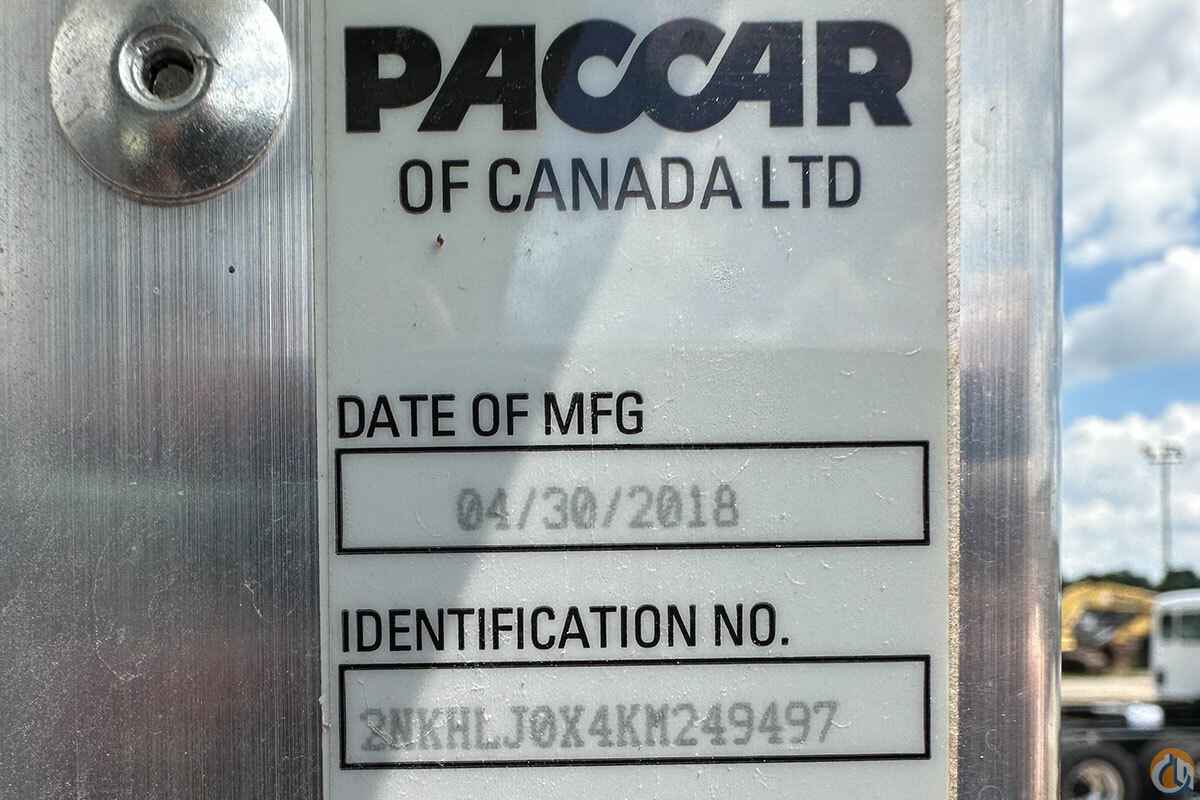 PACCAR
OF CANADA LTD
DATE OF MFG
04/30/2018
IDENTIFICATION NO.
2NKHLJ0X4KM249497